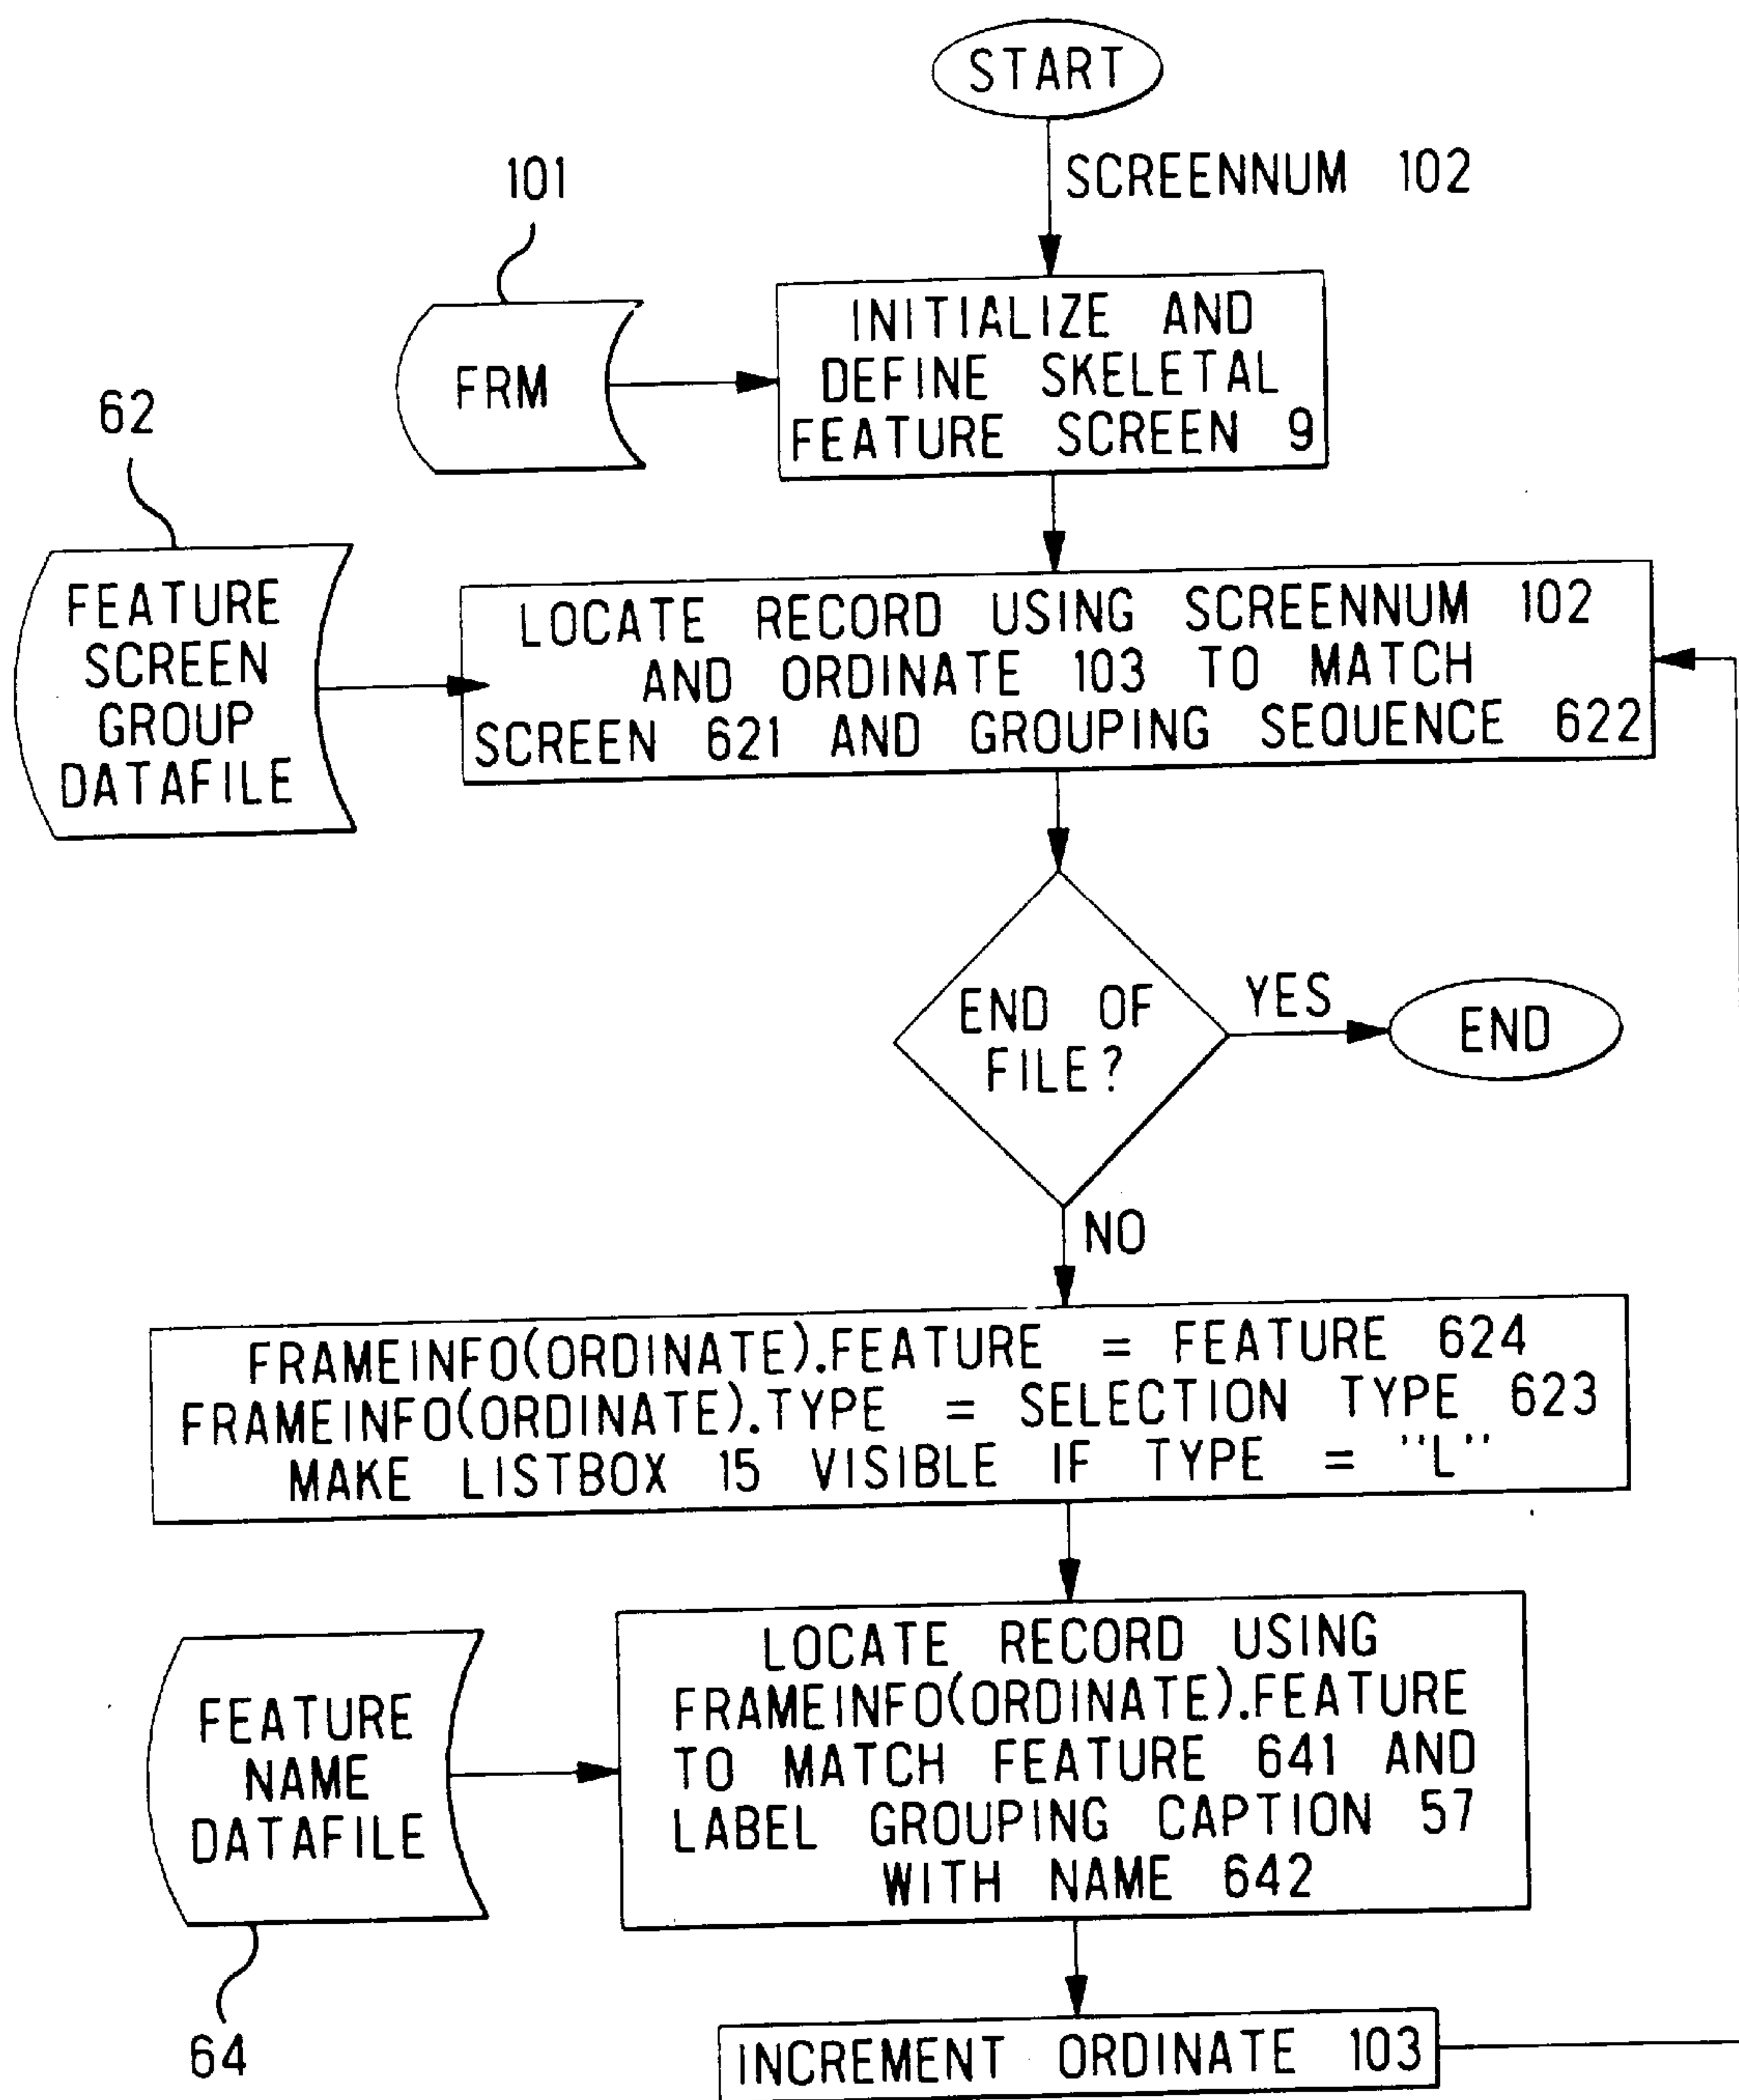 START
SCREENNUM 102
101
INITIALIZE AND
DEFINE SKELETAL
FEATURE SCREEN 9
FRM
62
FEATURE
SCREEN
GROUP
DATAFILE
LOCATE RECORD USING SCREENNUM 102
AND ORDINATE 103 TO MATCH
SCREEN 621 AND GROUPING SEQUENCE 622
END OF
FILE?
YES
END
NO
FRAMEINFO(ORDINATE).FEATURE = FEATURE 624
FRAMEINFO(ORDINATE).TYPE = SELECTION TYPE 623
MAKE LISTBOX 15 VISIBLE IF TYPE = "L"
FEATURE
NAME
DATAFILE
64
LOCATE RECORD USING
FRAMEINFO(ORDINATE).FEATURE
TO MATCH FEATURE 641 AND
LABEL GROUPING CAPTION 57
WITH NAME 642
INCREMENT ORDINATE 103